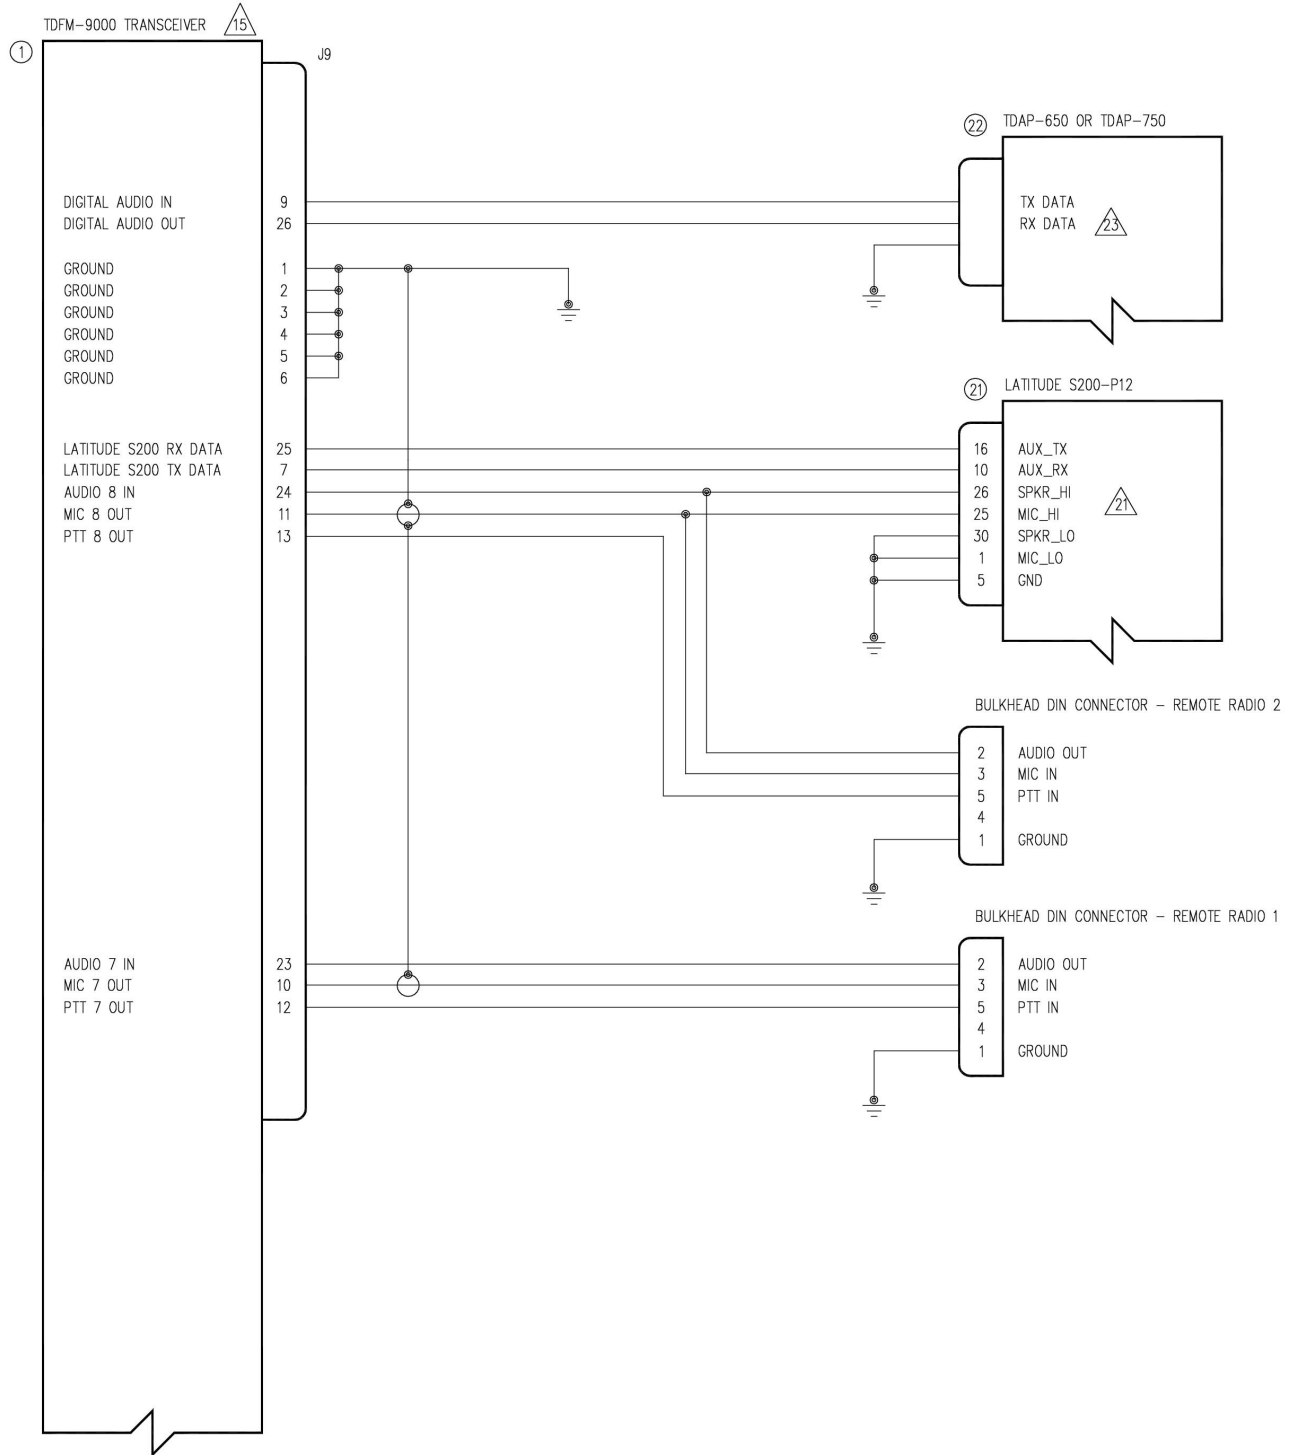 TDFM-9000 TRANSCEIVER 15
1
J9
22 TDAP-650 OR TDAP-750
DIGITAL AUDIO IN 9 TX DATA
DIGITAL AUDIO OUT 26 RX DATA 23
GROUND 1
GROUND 2
GROUND 3
GROUND 4
GROUND 5
GROUND 6
21 LATITUDE S200-P12
LATITUDE S200 RX DATA 25 16 AUX_TX
LATITUDE S200 TX DATA 7 10 AUX_RX
AUDIO 8 IN 24 26 SPKR_HI
21
MIC 8 OUT 11 25 MIC_HI
PTT 8 OUT 13 30 SPKR_LO
1 MIC_LO
5 GND
BULKHEAD DIN CONNECTOR - REMOTE RADIO 2
2 AUDIO OUT
3 MIC IN
5 PTT IN
4
1 GROUND
BULKHEAD DIN CONNECTOR - REMOTE RADIO 1
AUDIO 7 IN 23 2 AUDIO OUT
MIC 7 OUT 10 3 MIC IN
PTT 7 OUT 12 5 PTT IN
4
1 GROUND